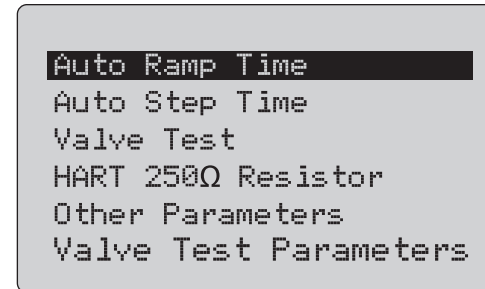 Auto Ramp Time
Auto Step Time
Valve Test
HART 250Ω Resistor
Other Parameters
Valve Test Parameters